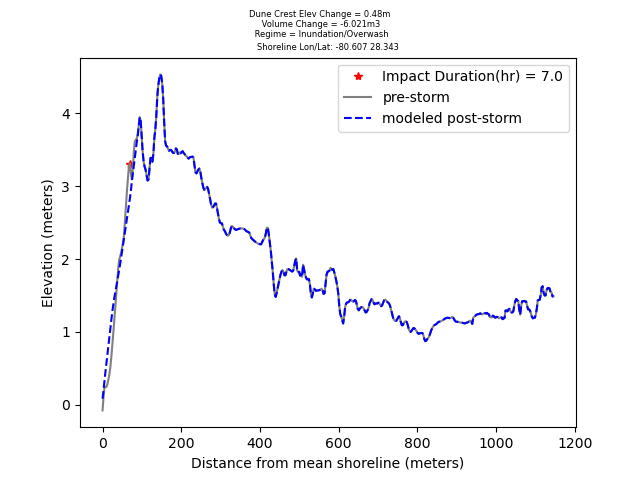 Dune Crest Elev Change = 0.48m
Volume Change = -6.021m3
Regime = Inundation/Overwash
Shoreline Lon/Lat: -80.607 28.343
Impact Duration(hr) = 7.0
pre-storm
modeled post-storm
Elevation (meters)
4
3
2
1
0
0 200 400 600 800 1000 1200
Distance from mean shoreline (meters)